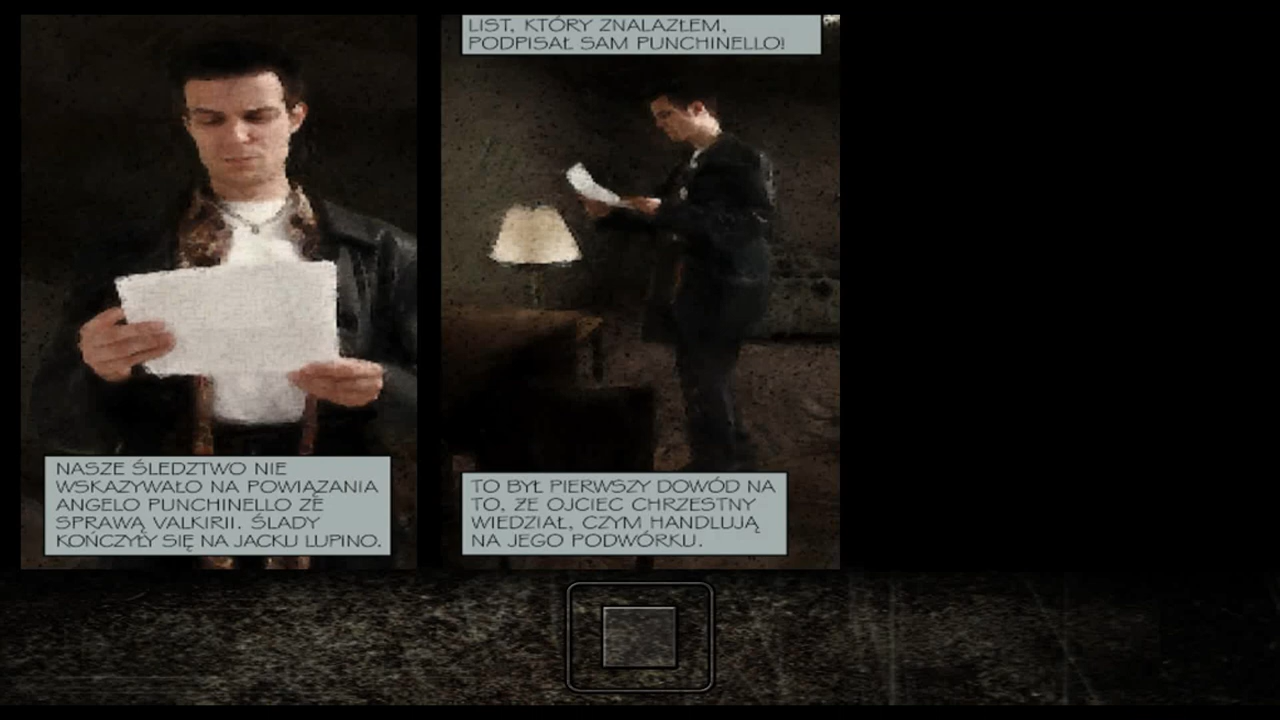 NASZE ŚLEDZTWO NIE
WSKAZYWAŁO NA POWIĄZANIA
ANGELO PUNCHINELLO ZE
SPRAWĄ VALKIRII. ŚLADY
KOŃCZYŁY SIĘ NA JACKU LUPINO.
LIST, KTÓRY ZNALAZŁEM,
PODPISAŁ SAM PUNCHINELLO!
TO BYŁ PIERWSZY DOWÓD NA
TO, ŻE OJCIEC CHRZESTNY
WIEDZIAŁ, CZYM HANDLUJĄ
NA JEGO PODWÓRKU.